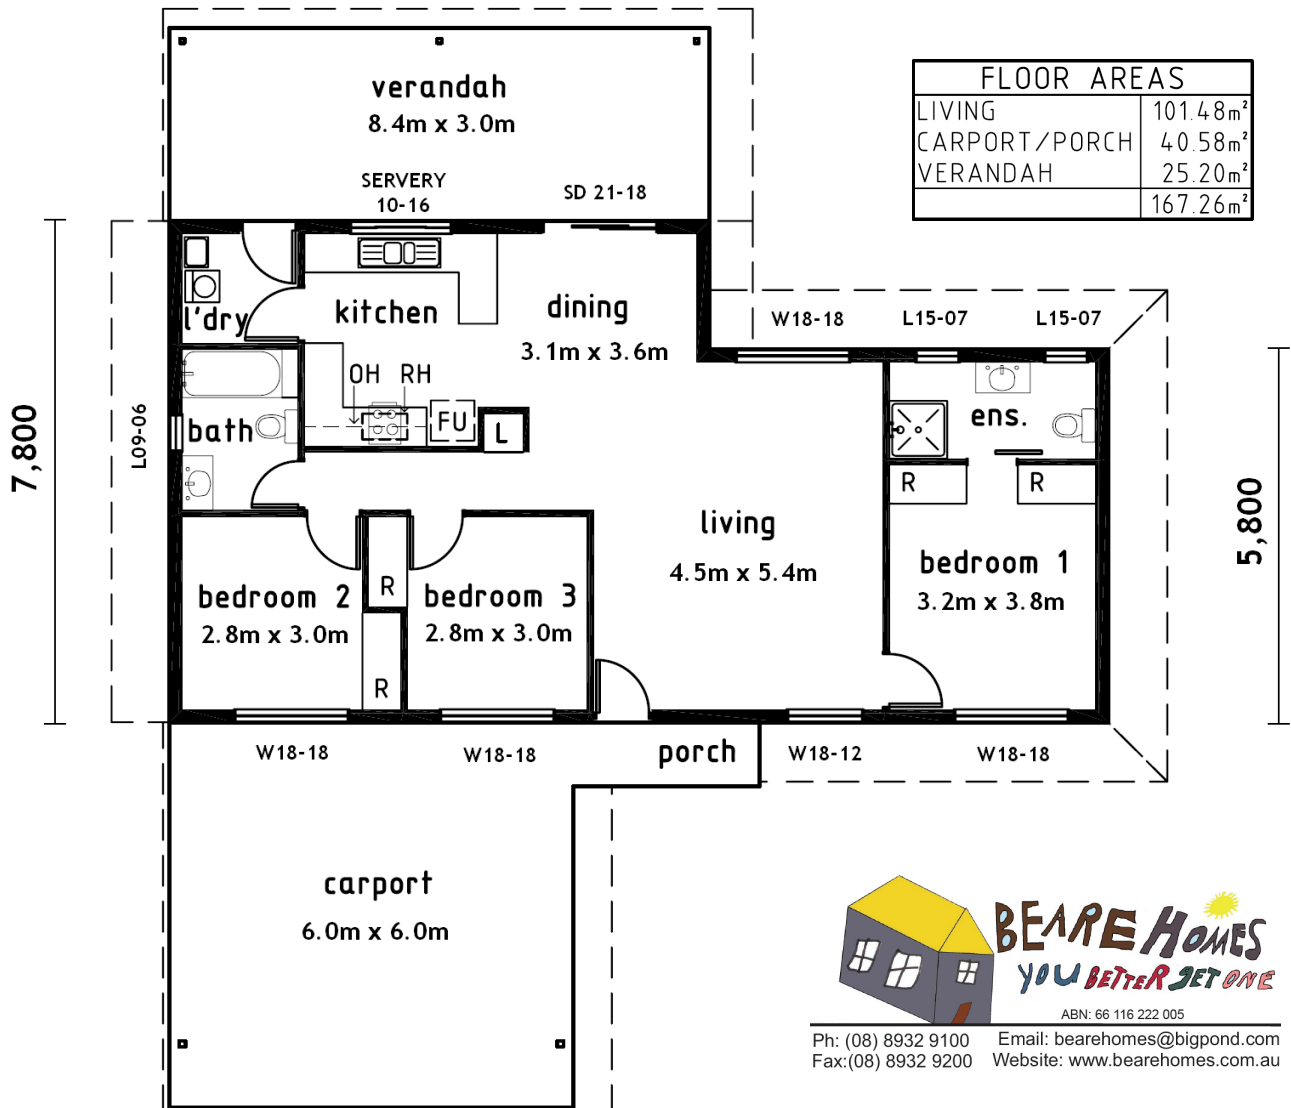 verandah
8.4m x 3.0m
SERVERY
10-16
SD 21-18
FLOOR AREAS
LIVING 101.48m²
CARPORT/PORCH 40.58m²
VERANDAH 25.20m²
167.26m²
l'dry
kitchen
dining
3.1m x 3.6m
W18-18
L15-07
L15-07
OH RH
FU
L
bath
L09-06
7,800
ens.
R
R
5,800
living
4.5m x 5.4m
bedroom 1
3.2m x 3.8m
bedroom 2
2.8m x 3.0m
R
R
bedroom 3
2.8m x 3.0m
W18-18
W18-18
porch
W18-12
W18-18
carport
6.0m x 6.0m
BEARE HOMES
YOU BETTER GET ONE
ABN: 66 116 222 005
Ph: (08) 8932 9100 Email: bearehomes@bigpond.com
Fax:(08) 8932 9200 Website: www.bearehomes.com.au